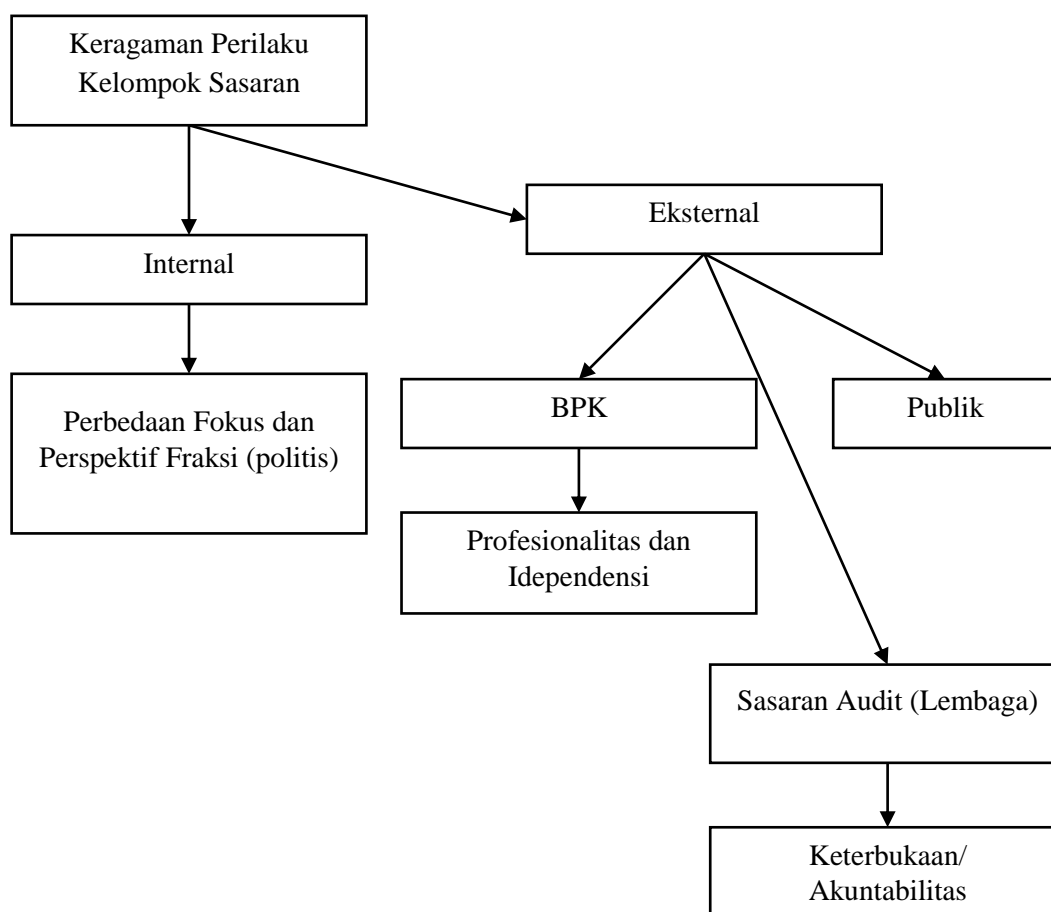 Keragaman Perilaku
Kelompok Sasaran
Eksternal
Internal
Perbedaan Fokus dan
Perspektif Fraksi (politis)
BPK
Publik
Profesionalitas dan
Idependensi
Sasaran Audit (Lembaga)
Keterbukaan/
Akuntabilitas